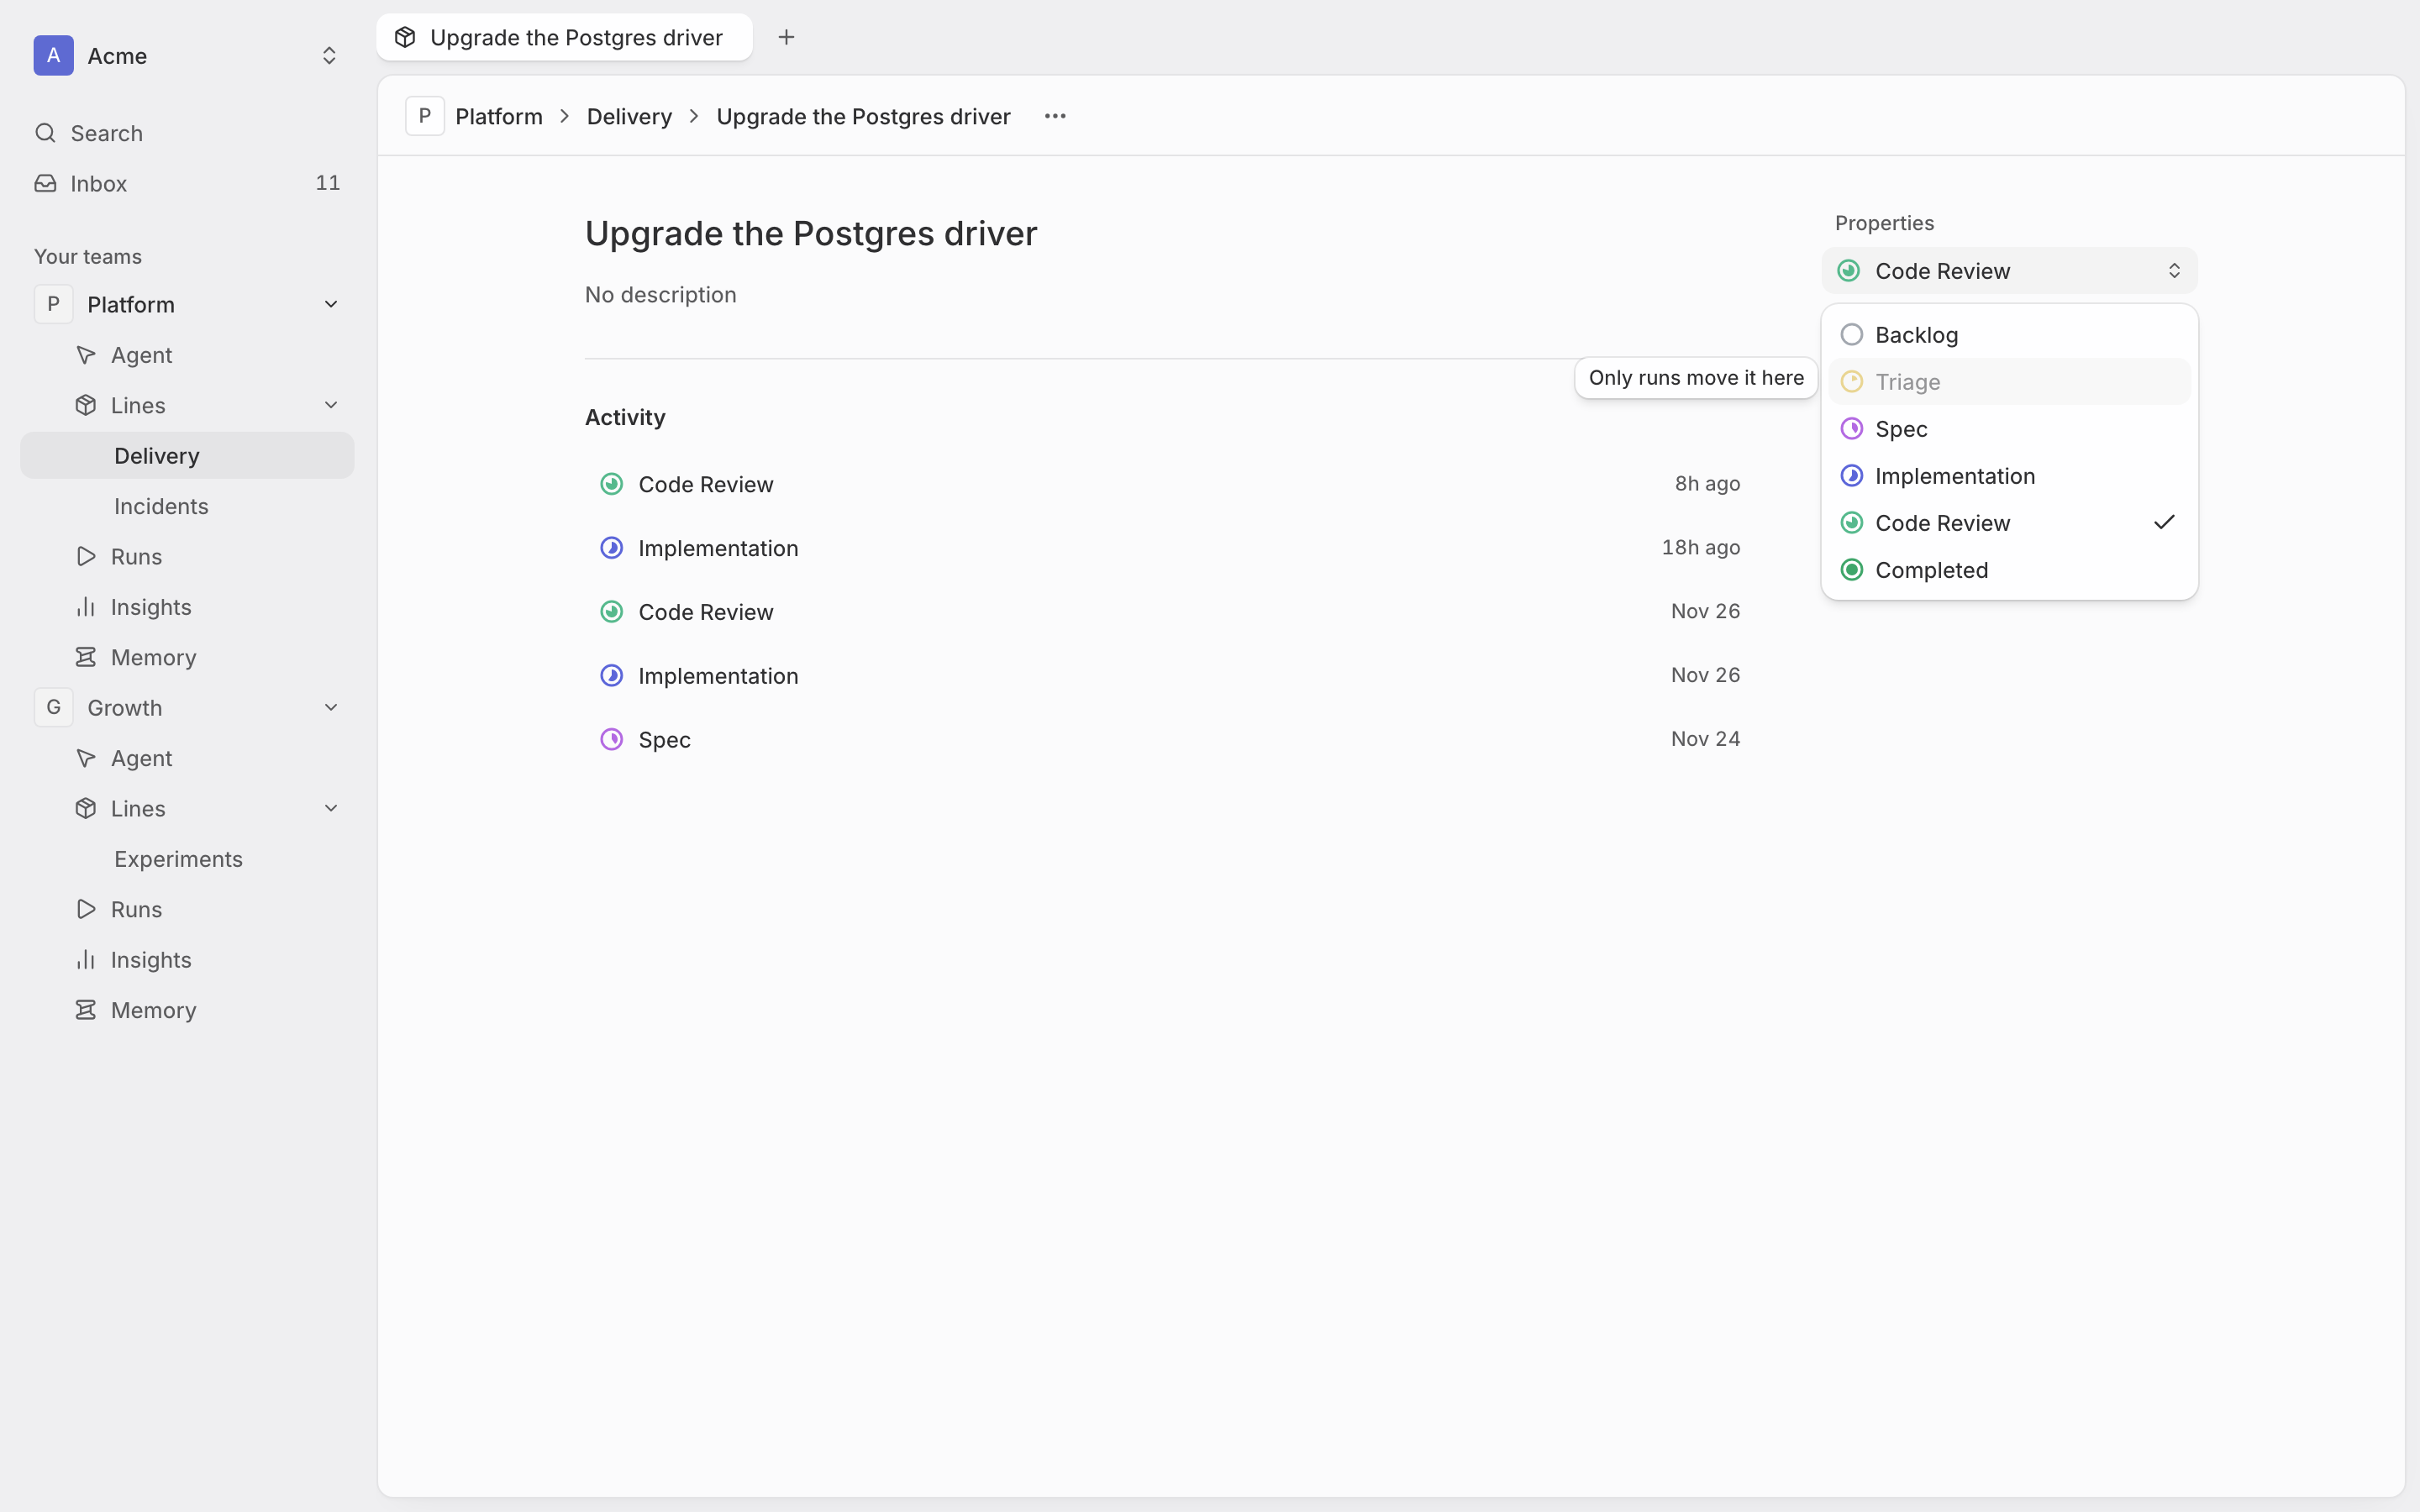 A Acme
Search
Inbox 11
Your teams
P Platform
Agent
Lines
Delivery
Incidents
Runs
Insights
Memory
G Growth
Agent
Lines
Experiments
Runs
Insights
Memory
Upgrade the Postgres driver
P Platform Delivery Upgrade the Postgres driver
Upgrade the Postgres driver
No description
Activity
Code Review 8h ago
Implementation 18h ago
Code Review Nov 26
Implementation Nov 26
Spec Nov 24
Properties
Code Review
Only runs move it here
Backlog
Triage
Spec
Implementation
Code Review
Completed